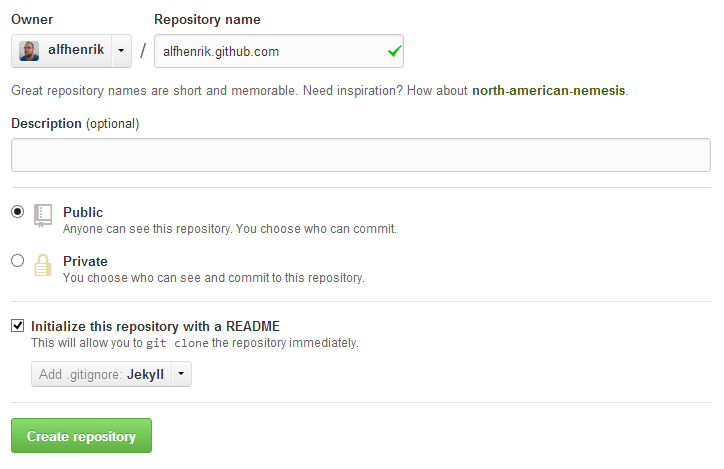 Owner
Repository name
alfhenrik / alfhenrik.github.com
Great repository names are short and memorable. Need inspiration? How about north-american-nemesis.
Description (optional)
Public
Anyone can see this repository. You choose who can commit.
Private
You choose who can see and commit to this repository.
Initialize this repository with a README
This will allow you to git clone the repository immediately.
Add .gitignore: Jekyll
Create repository